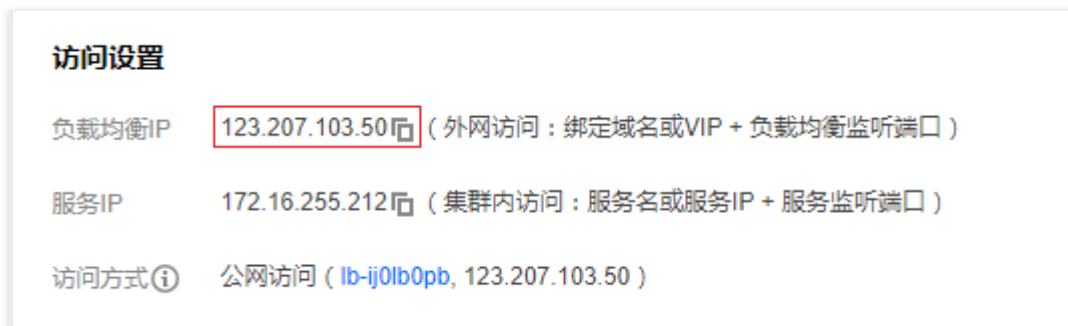 访问设置
负载均衡IP 123.207.103.50 ( 外网访问：绑定域名或VIP + 负载均衡监听端口 )
服务IP 172.16.255.212 ( 集群内访问：服务名或服务IP + 服务监听端口 )
访问方式 公网访问 ( lb-ij0lb0pb, 123.207.103.50 )